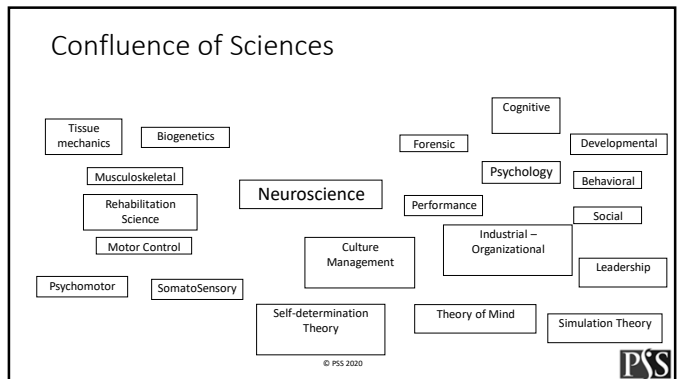 Confluence of Sciences
Cognitive
Tissue
mechanics
Biogenetics
Forensic
Developmental
Musculoskeletal
Psychology
Behavioral
Neuroscience
Rehabilitation
Science
Performance
Social
Motor Control
Culture
Management
Industrial –
Organizational
Leadership
Psychomotor
SomatoSensory
Self-determination
Theory
Theory of Mind
Simulation Theory
© PSS 2020
PSS